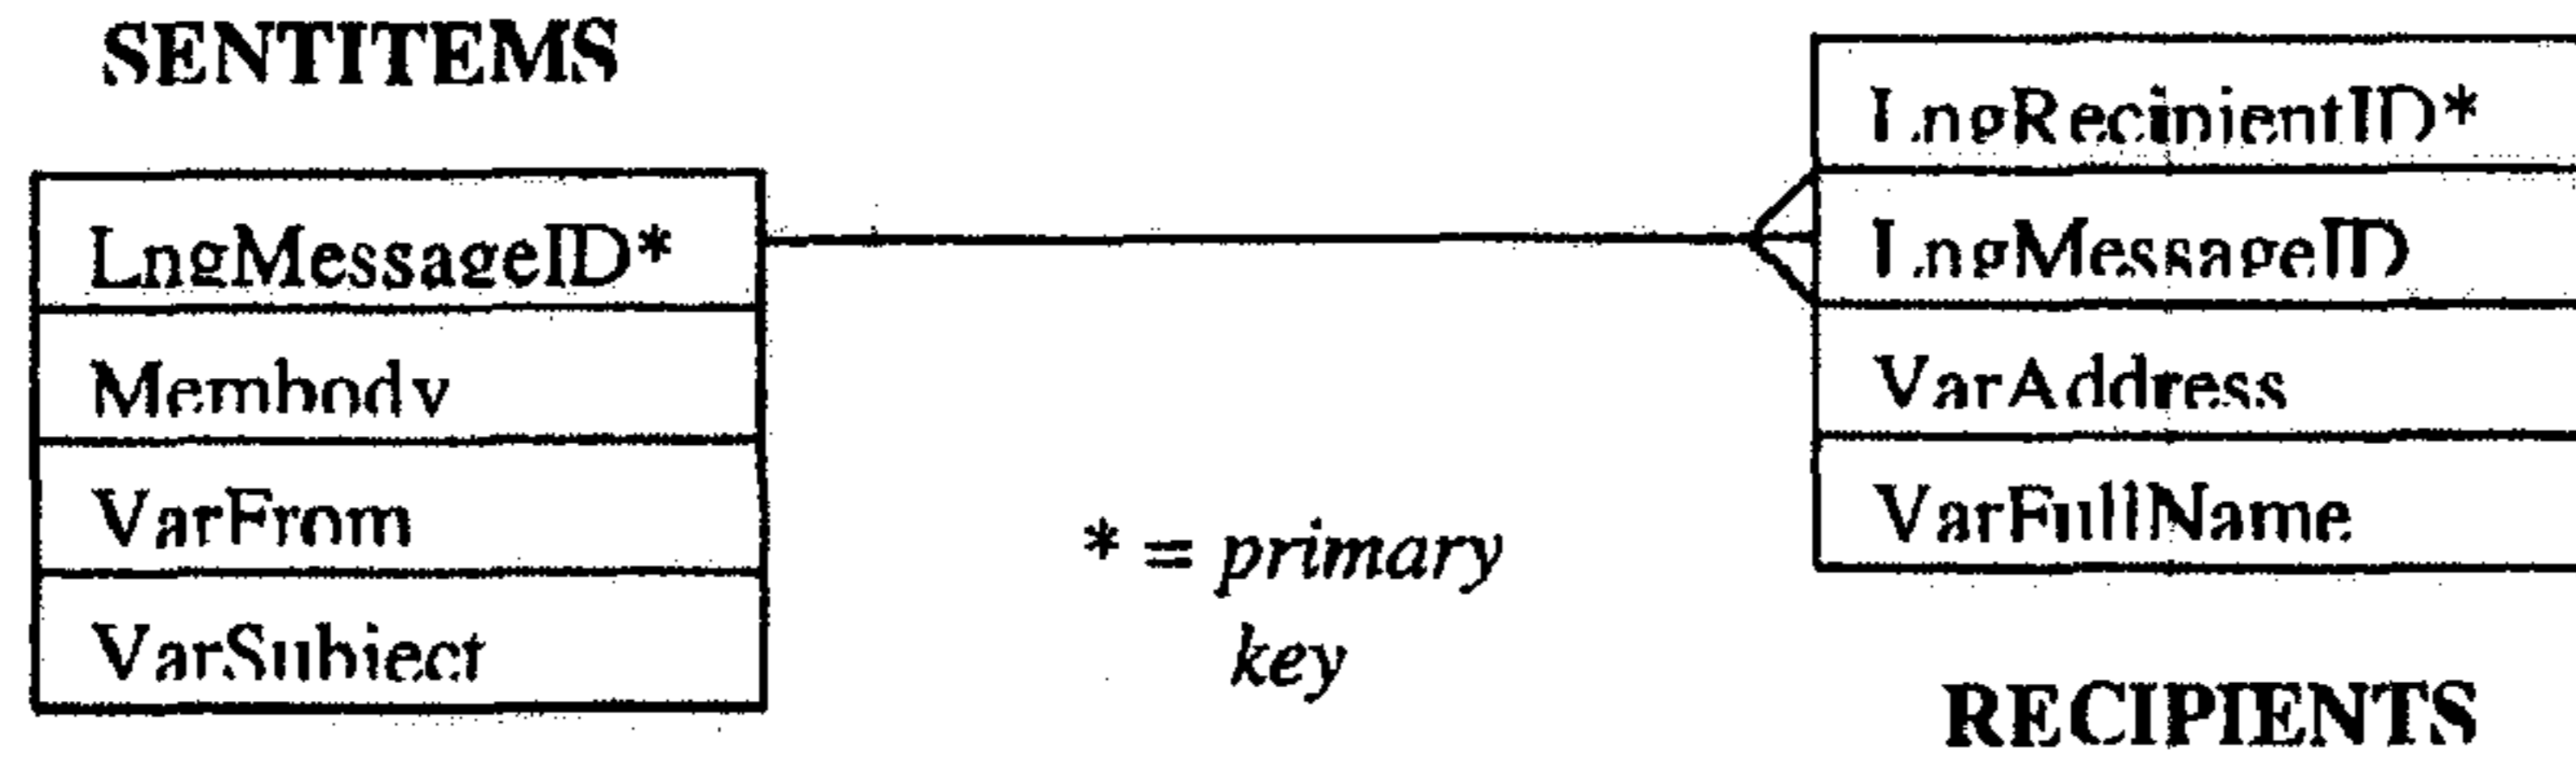 SENTITEMS
LngMessageID*
Membody
VarFrom
VarSubject
* = primary
key
LngRecipientID*
LngMessageID
VarAddress
VarFullName
RECIPIENTS